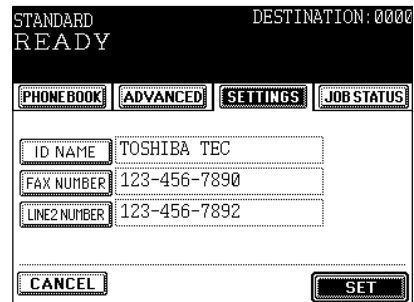 STANDARD DESTINATION:0000
READY
PHONE BOOK ADVANCED SETTINGS JOB STATUS
ID NAME TOSHIBA TEC
FAX NUMBER 123-456-7890
LINE2 NUMBER 123-456-7892
CANCEL SET